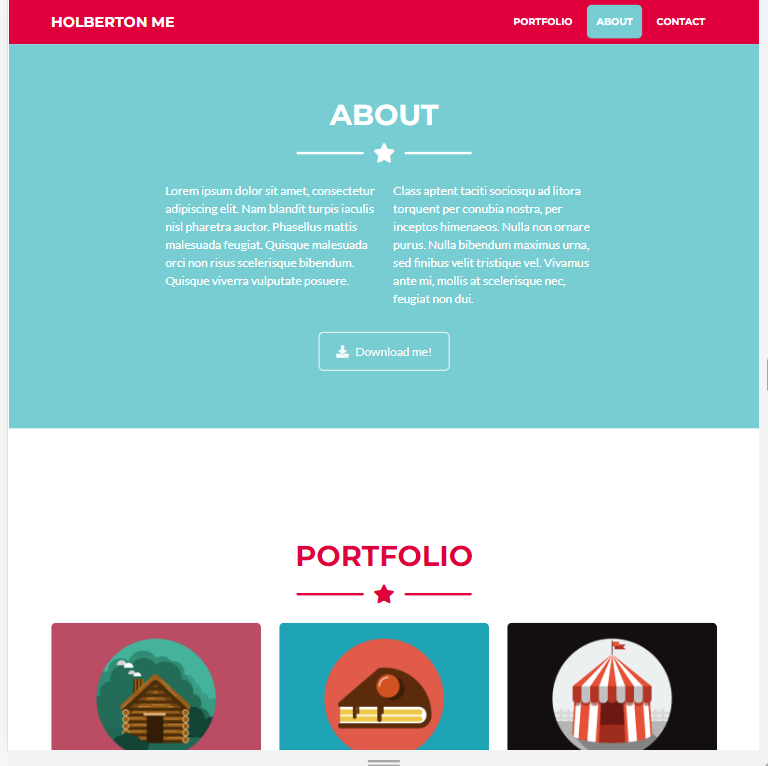 HOLBERTON ME
PORTFOLIO
ABOUT
CONTACT
ABOUT
Lorem ipsum dolor sit amet, consectetur
adipiscing elit. Nam blandit turpis iaculis
nisl pharetra auctor. Phasellus mattis
malesuada feugiat. Quisque malesuada
orci non risus scelerisque bibendum.
Quisque viverra vulputate posuere.
Class aptent taciti sociosqu ad litora
torquent per conubia nostra, per
inceptos himenaeos. Nulla non ornare
purus. Nulla bibendum maximus urna,
sed finibus velit tristique vel. Vivamus
ante mi, mollis at scelerisque nec,
feugiat non dui.
Download me!
PORTFOLIO